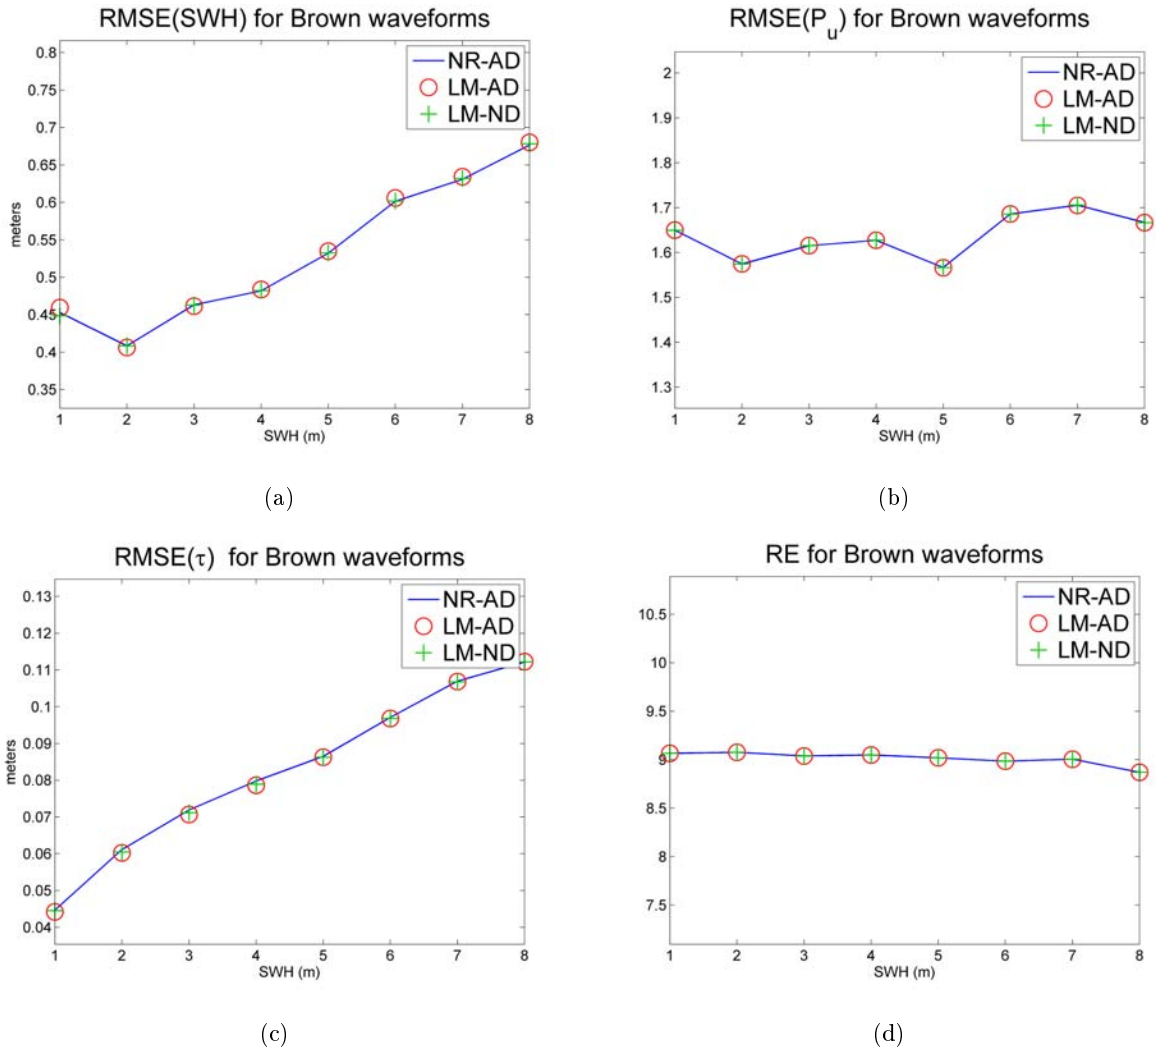 RMSE(SWH) for Brown waveforms
NR-AD
LM-AD
LM-ND
0.8
0.75
0.7
0.65
0.6
0.55
0.5
0.45
0.4
0.35
meters
1 2 3 4 5 6 7 8
SWH (m)
(a)
RMSE(P_u) for Brown waveforms
NR-AD
LM-AD
LM-ND
2
1.9
1.8
1.7
1.6
1.5
1.4
1.3
1 2 3 4 5 6 7 8
SWH (m)
(b)
RMSE(τ) for Brown waveforms
NR-AD
LM-AD
LM-ND
0.13
0.12
0.11
0.1
0.09
0.08
0.07
0.06
0.05
0.04
meters
1 2 3 4 5 6 7 8
SWH (m)
(c)
RE for Brown waveforms
NR-AD
LM-AD
LM-ND
10.5
10
9.5
9
8.5
8
7.5
1 2 3 4 5 6 7 8
SWH (m)
(d)